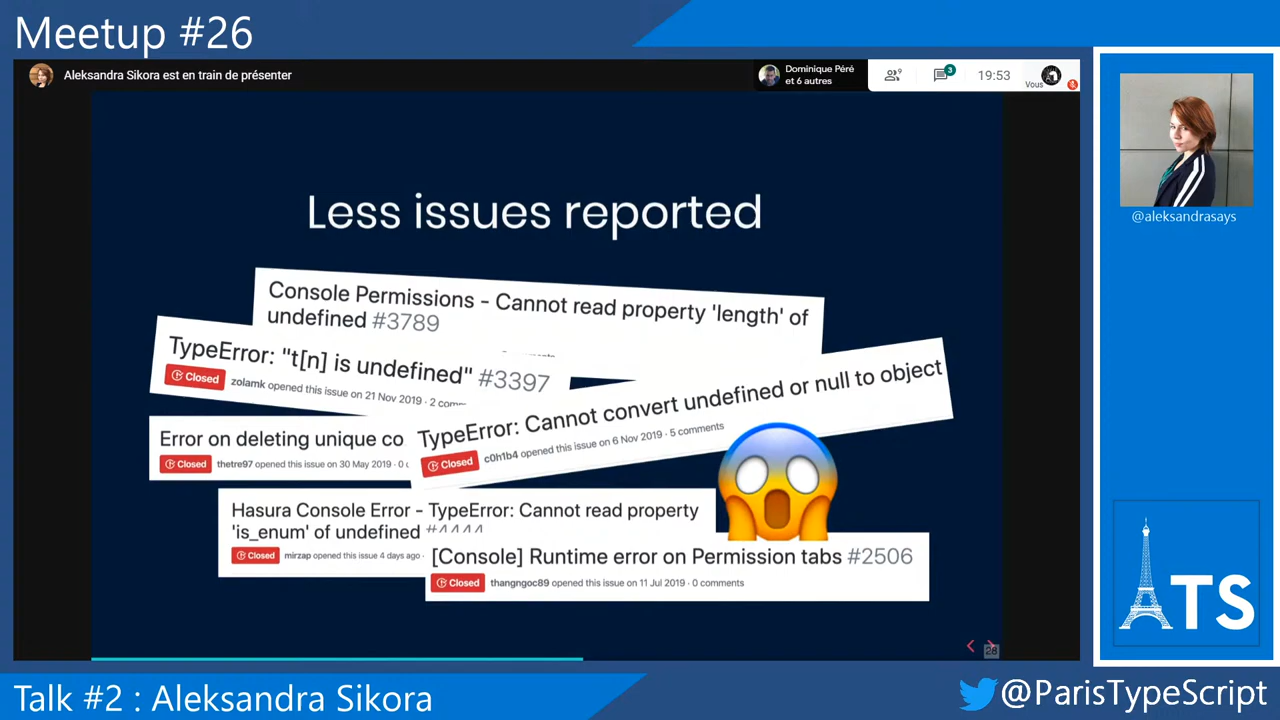 Meetup #26
Aleksandra Sikora est en train de présenter
Dominique Péré
et 6 autres
9
3
19:53
Vous
@aleksandrasays
Less issues reported
Console Permissions - Cannot read property 'length' of
undefined #3789
TypeError: "t[n] is undefined" #3397
Closed zolamk opened this issue on 21 Nov 2019 · 2
TypeError: Cannot convert undefined or null to object
Closed c0h1b4 opened this issue on 6 Nov 2019 · 5 comments
Error on deleting unique co
Closed thetre97 opened this issue on 30 May 2019 · 0
Hasura Console Error - TypeError: Cannot read property
'is_enum' of undefined #4444
Closed mirzap opened this issue 4 days ago ·
[Console] Runtime error on Permission tabs #2506
Closed thangngoc89 opened this issue on 11 Jul 2019 · 0 comments
TS
Talk #2 : Aleksandra Sikora
@ParisTypeScript